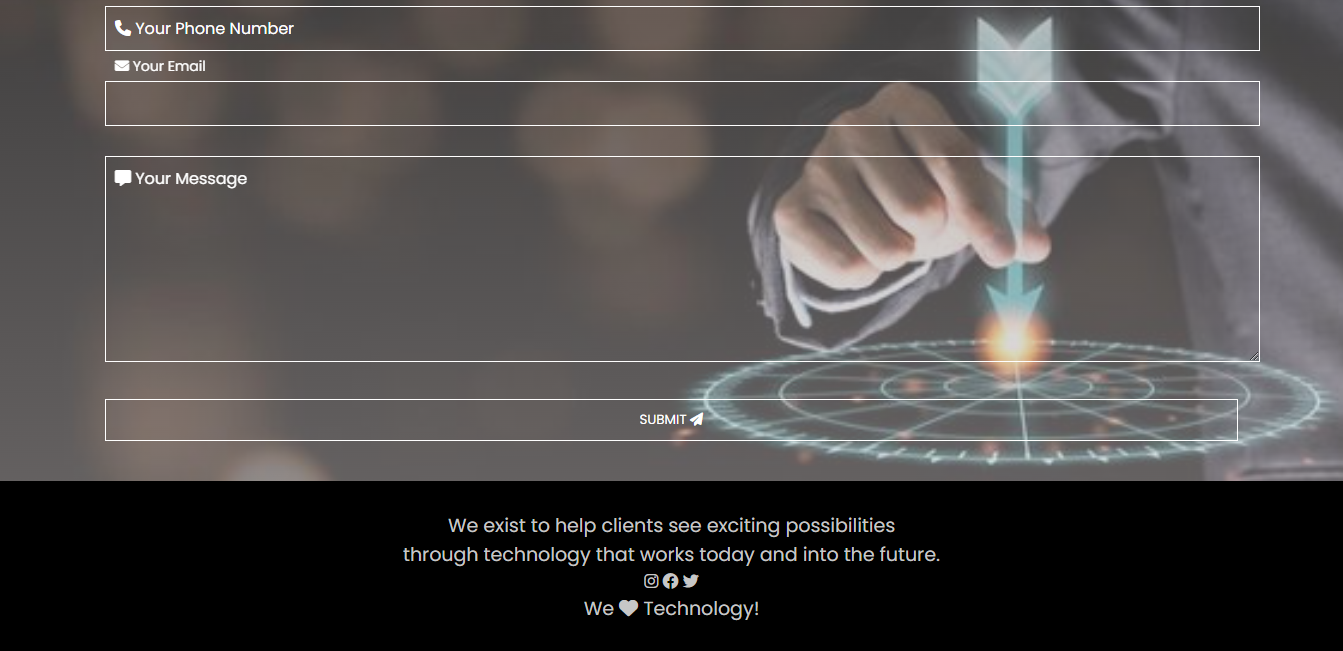 Your Phone Number
Your Email
Your Message
SUBMIT
We exist to help clients see exciting possibilities
through technology that works today and into the future.
We Technology!